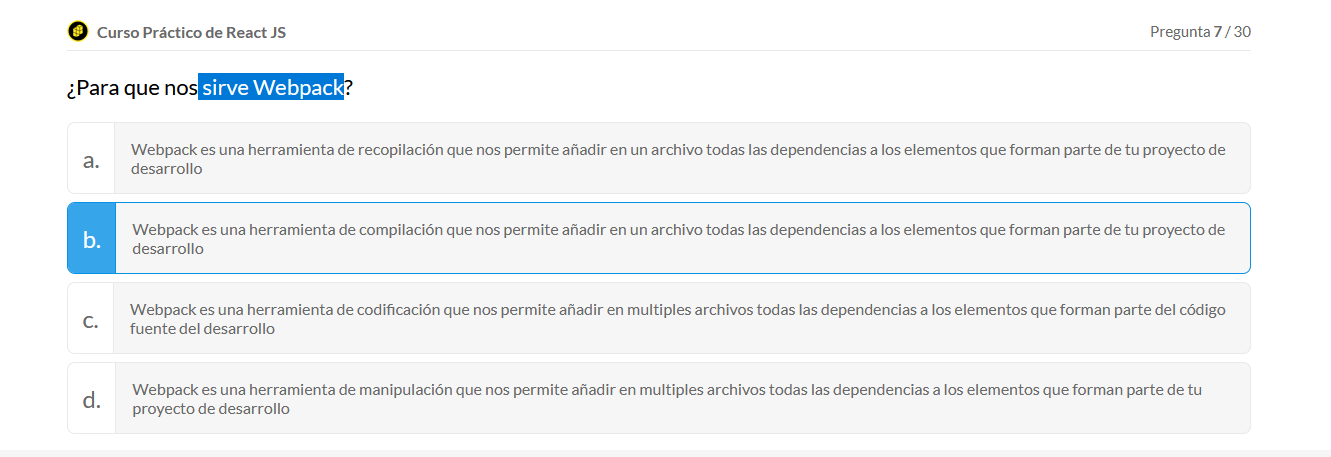 Curso Práctico de React JS
Pregunta 7 / 30
¿Para que nos sirve Webpack?
a.
Webpack es una herramienta de recopilación que nos permite añadir en un archivo todas las dependencias a los elementos que forman parte de tu proyecto de
desarrollo
b.
Webpack es una herramienta de compilación que nos permite añadir en un archivo todas las dependencias a los elementos que forman parte de tu proyecto de
desarrollo
c.
Webpack es una herramienta de codificación que nos permite añadir en multiples archivos todas las dependencias a los elementos que forman parte del código
fuente del desarrollo
d.
Webpack es una herramienta de manipulación que nos permite añadir en multiples archivos todas las dependencias a los elementos que forman parte de tu
proyecto de desarrollo